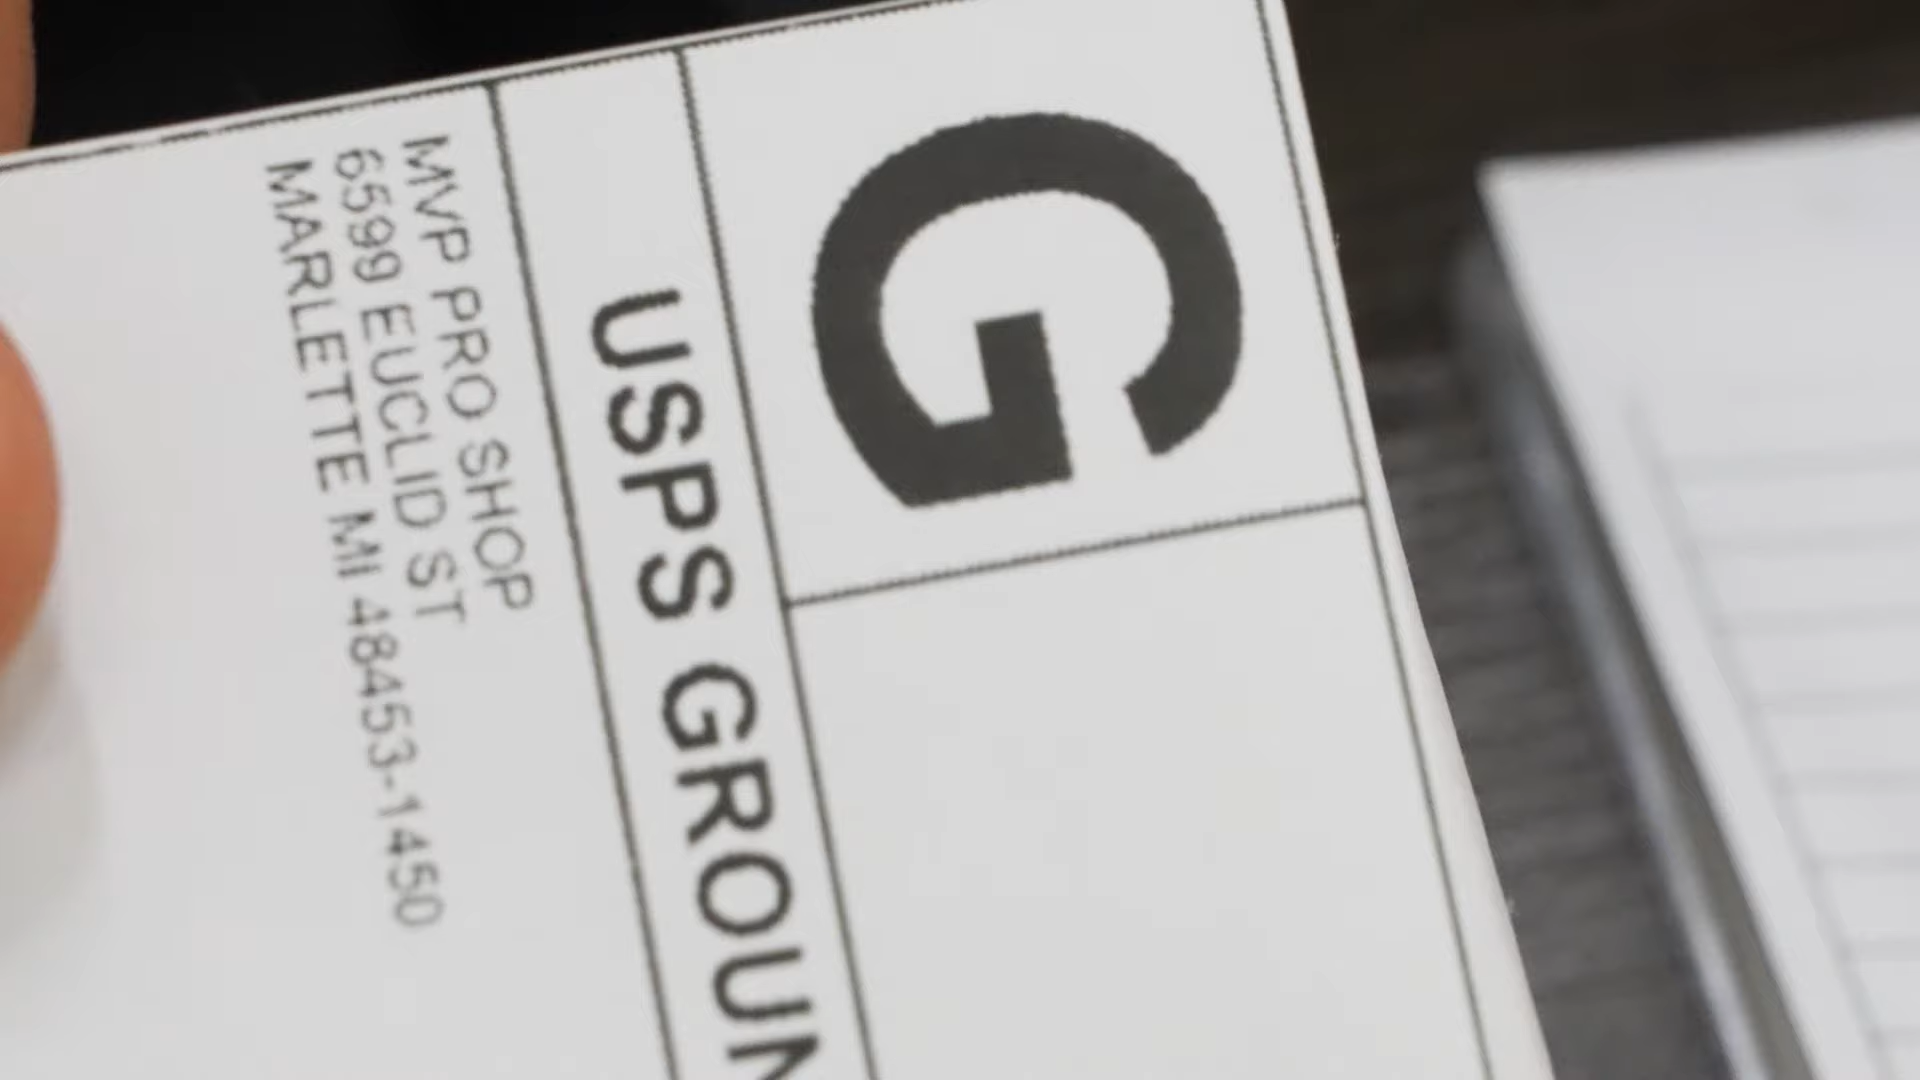 G
USPS GROUN
MVP PRO SHOP
6599 EUCLID ST
MARLETTE MI 48453-1450